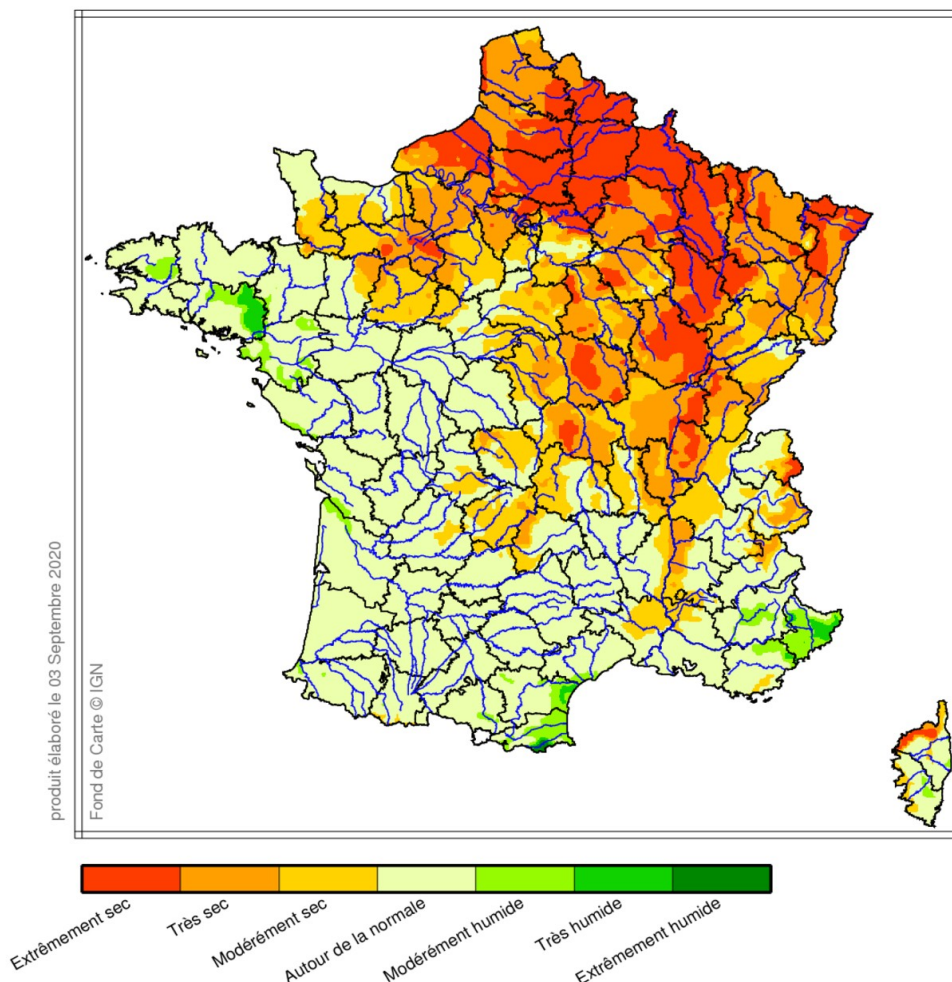 produit élaboré le 03 Septembre 2020
Fond de Carte © IGN
Extrêmement sec
Très sec
Modérément sec
Autour de la normale
Modérément humide
Très humide
Extrêmement humide